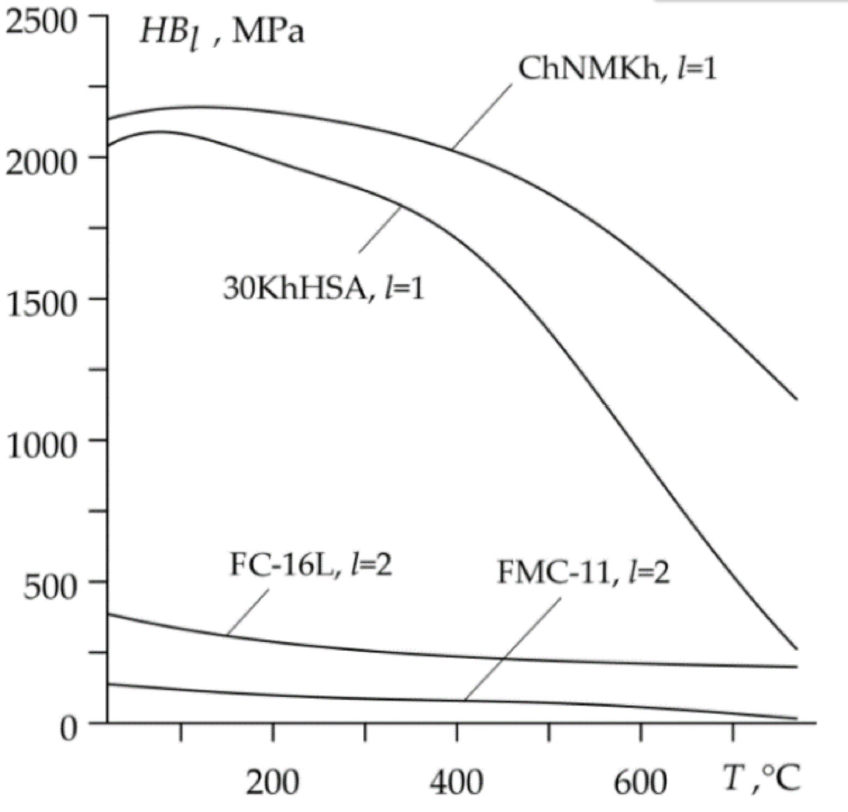 2500
HBl , MPa
ChNMKh, l=1
2000
30KhHSA, l=1
1500
1000
FC-16L, l=2
FMC-11, l=2
500
0
200 400 600 T,°C